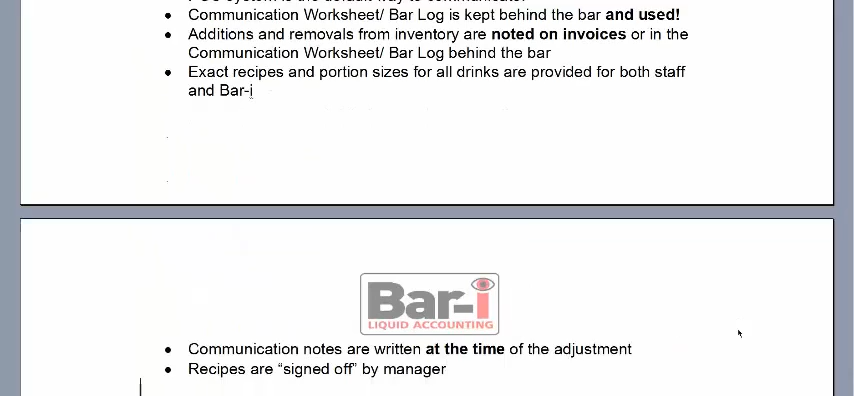 Communication Worksheet/ Bar Log is kept behind the bar and used!
Additions and removals from inventory are noted on invoices or in the
Communication Worksheet/ Bar Log behind the bar
Exact recipes and portion sizes for all drinks are provided for both staff
and Bar-i
Bar-i
LIQUID ACCOUNTING
Communication notes are written at the time of the adjustment
Recipes are “signed off” by manager